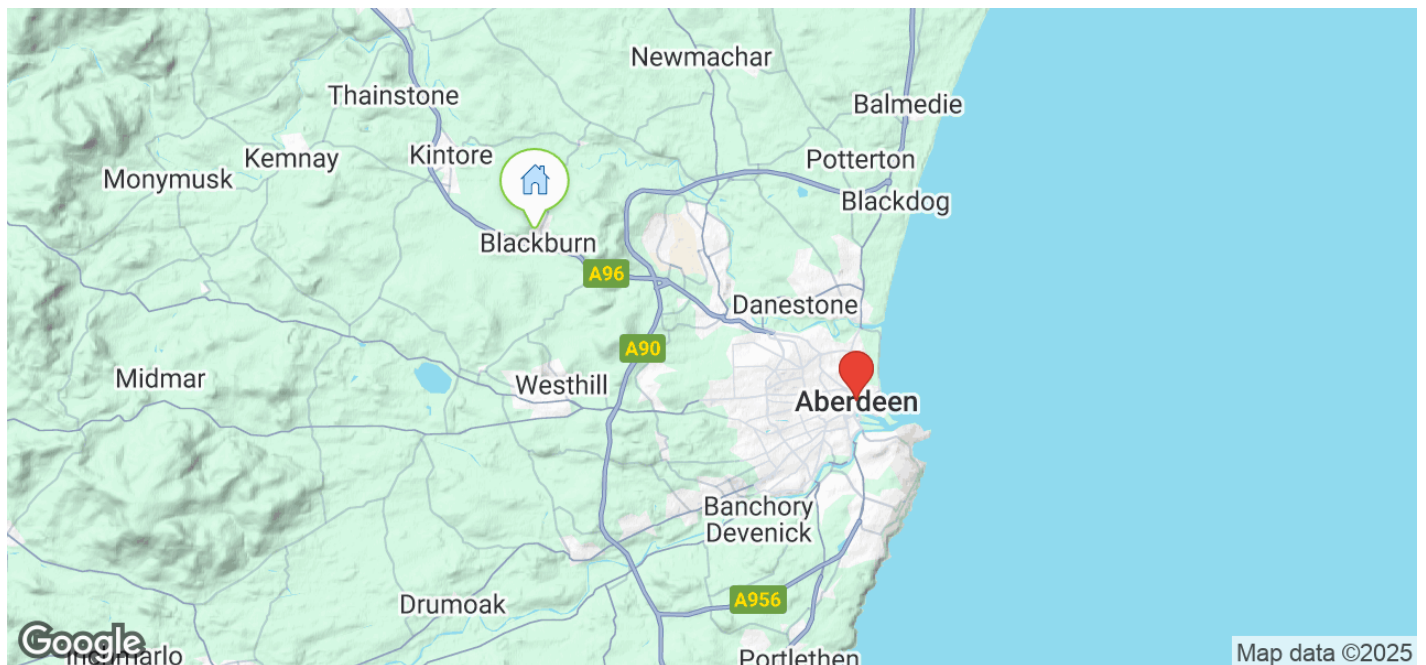 Newmachar
Thainstone
Balmedie
Kintore
Kemnay
Potterton
Monymusk
Blackdog
Blackburn
A96
Danestone
A90
Midmar
Westhill
Aberdeen
Banchory
Devenick
Drumoak
A956
Google
Inchmarlo
Portlethen
Map data ©2025